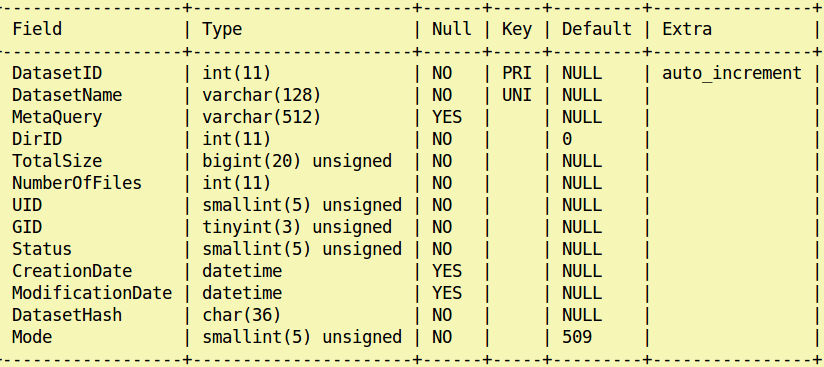 ------------------+----------------------+------+-----+---------+----------------+
Field             | Type                 | Null | Key | Default | Extra          |
------------------+----------------------+------+-----+---------+----------------+
DatasetID         | int(11)              | NO   | PRI | NULL    | auto_increment |
DatasetName       | varchar(128)         | NO   | UNI | NULL    |                |
MetaQuery         | varchar(512)         | YES  |     | NULL    |                |
DirID             | int(11)              | NO   |     | 0       |                |
TotalSize         | bigint(20) unsigned  | NO   |     | NULL    |                |
NumberOfFiles     | int(11)              | NO   |     | NULL    |                |
UID               | smallint(5) unsigned | NO   |     | NULL    |                |
GID               | tinyint(3) unsigned  | NO   |     | NULL    |                |
Status            | smallint(5) unsigned | NO   |     | NULL    |                |
CreationDate      | datetime             | YES  |     | NULL    |                |
ModificationDate  | datetime             | YES  |     | NULL    |                |
DatasetHash       | char(36)             | NO   |     | NULL    |                |
Mode              | smallint(5) unsigned | NO   |     | 509     |                |
------------------+----------------------+------+-----+---------+----------------+